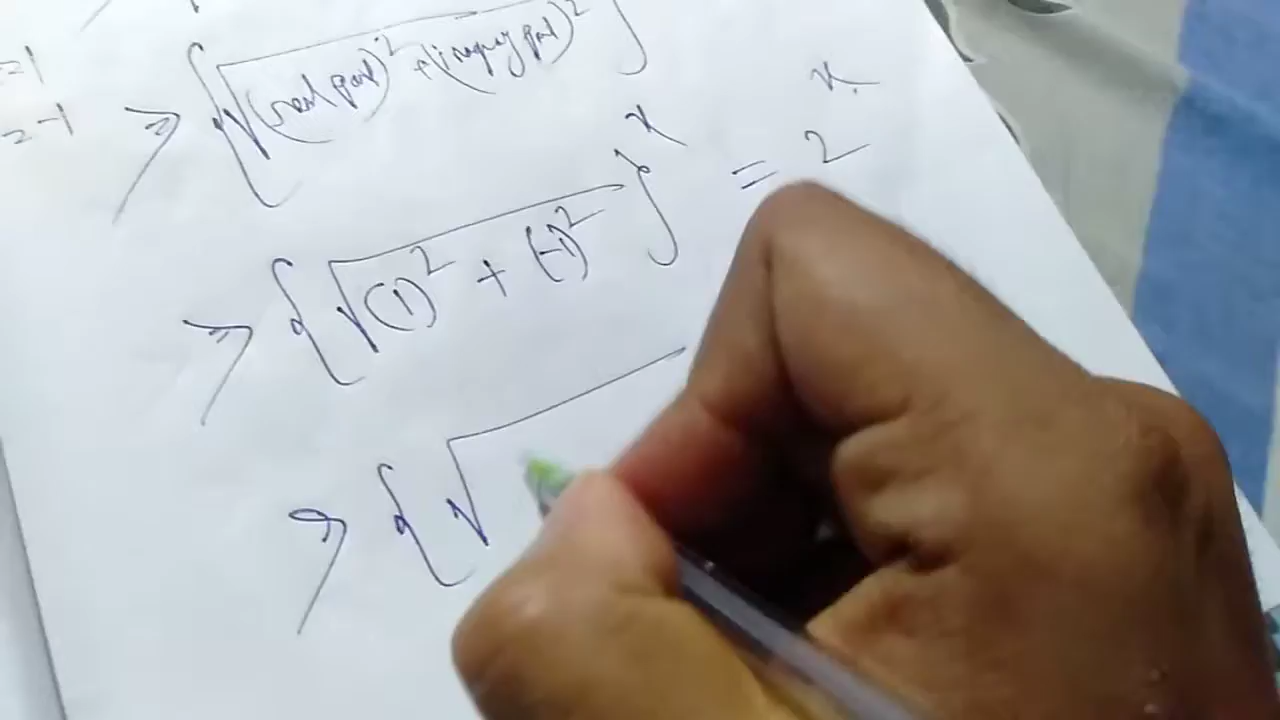 =1
=-1
⇒ {√(real part)² + (imaginary part)²}
⇒ {√(1)² + (-1)²}ˣ = 2ˣ
⇒ {√